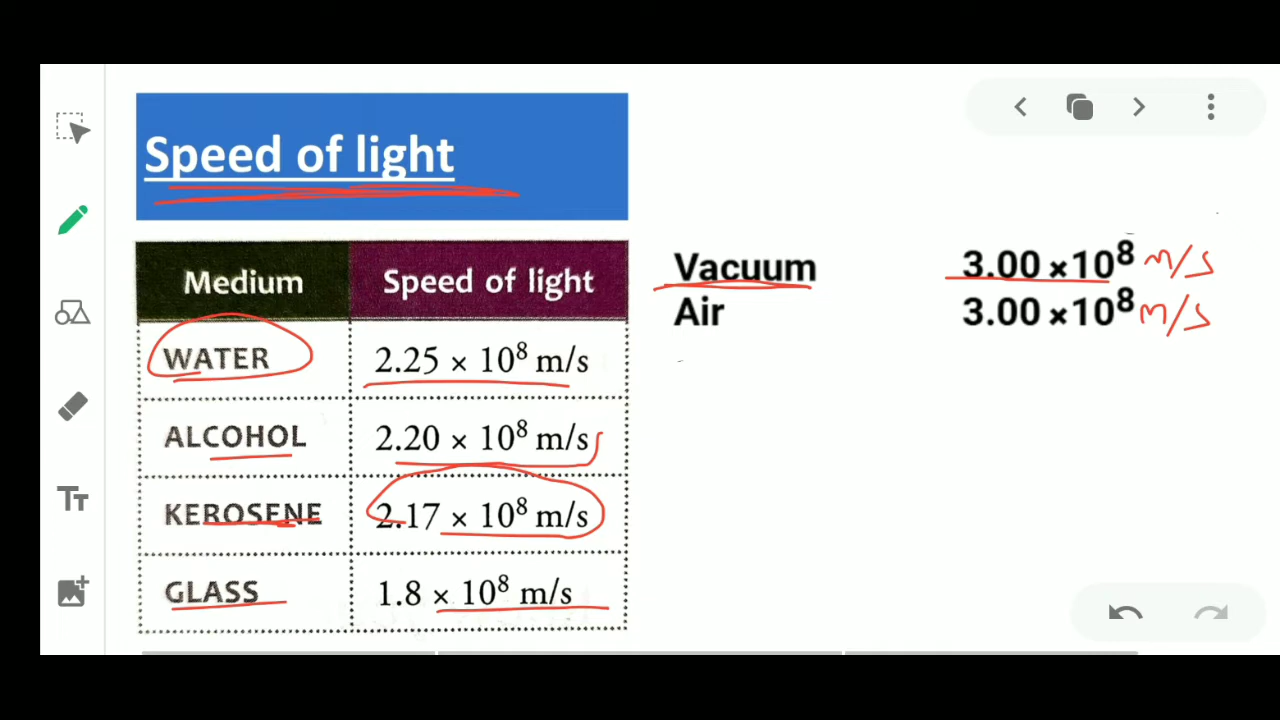 Speed of light
Medium Speed of light
WATER 2.25 × 10⁸ m/s
ALCOHOL 2.20 × 10⁸ m/s
KEROSENE 2.17 × 10⁸ m/s
GLASS 1.8 × 10⁸ m/s
Vacuum 3.00 ×10⁸ m/s
Air 3.00 ×10⁸ m/s
TT